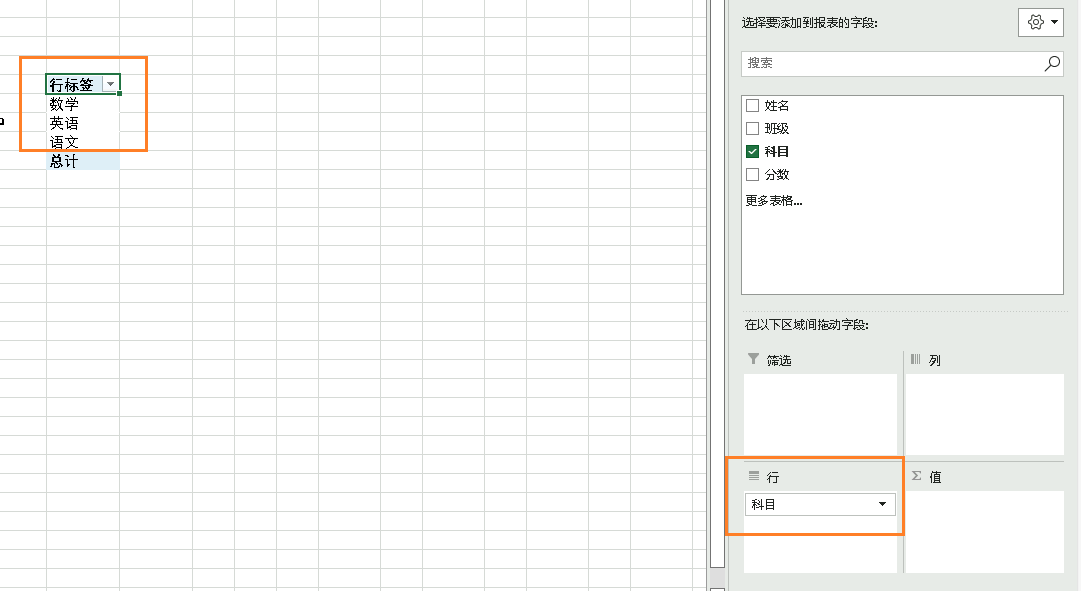 行标签
数学
英语
语文
总计
选择要添加到报表的字段:
搜索
姓名
班级
科目
分数
更多表格...
在以下区域间拖动字段:
筛选
列
行
Σ 值
科目